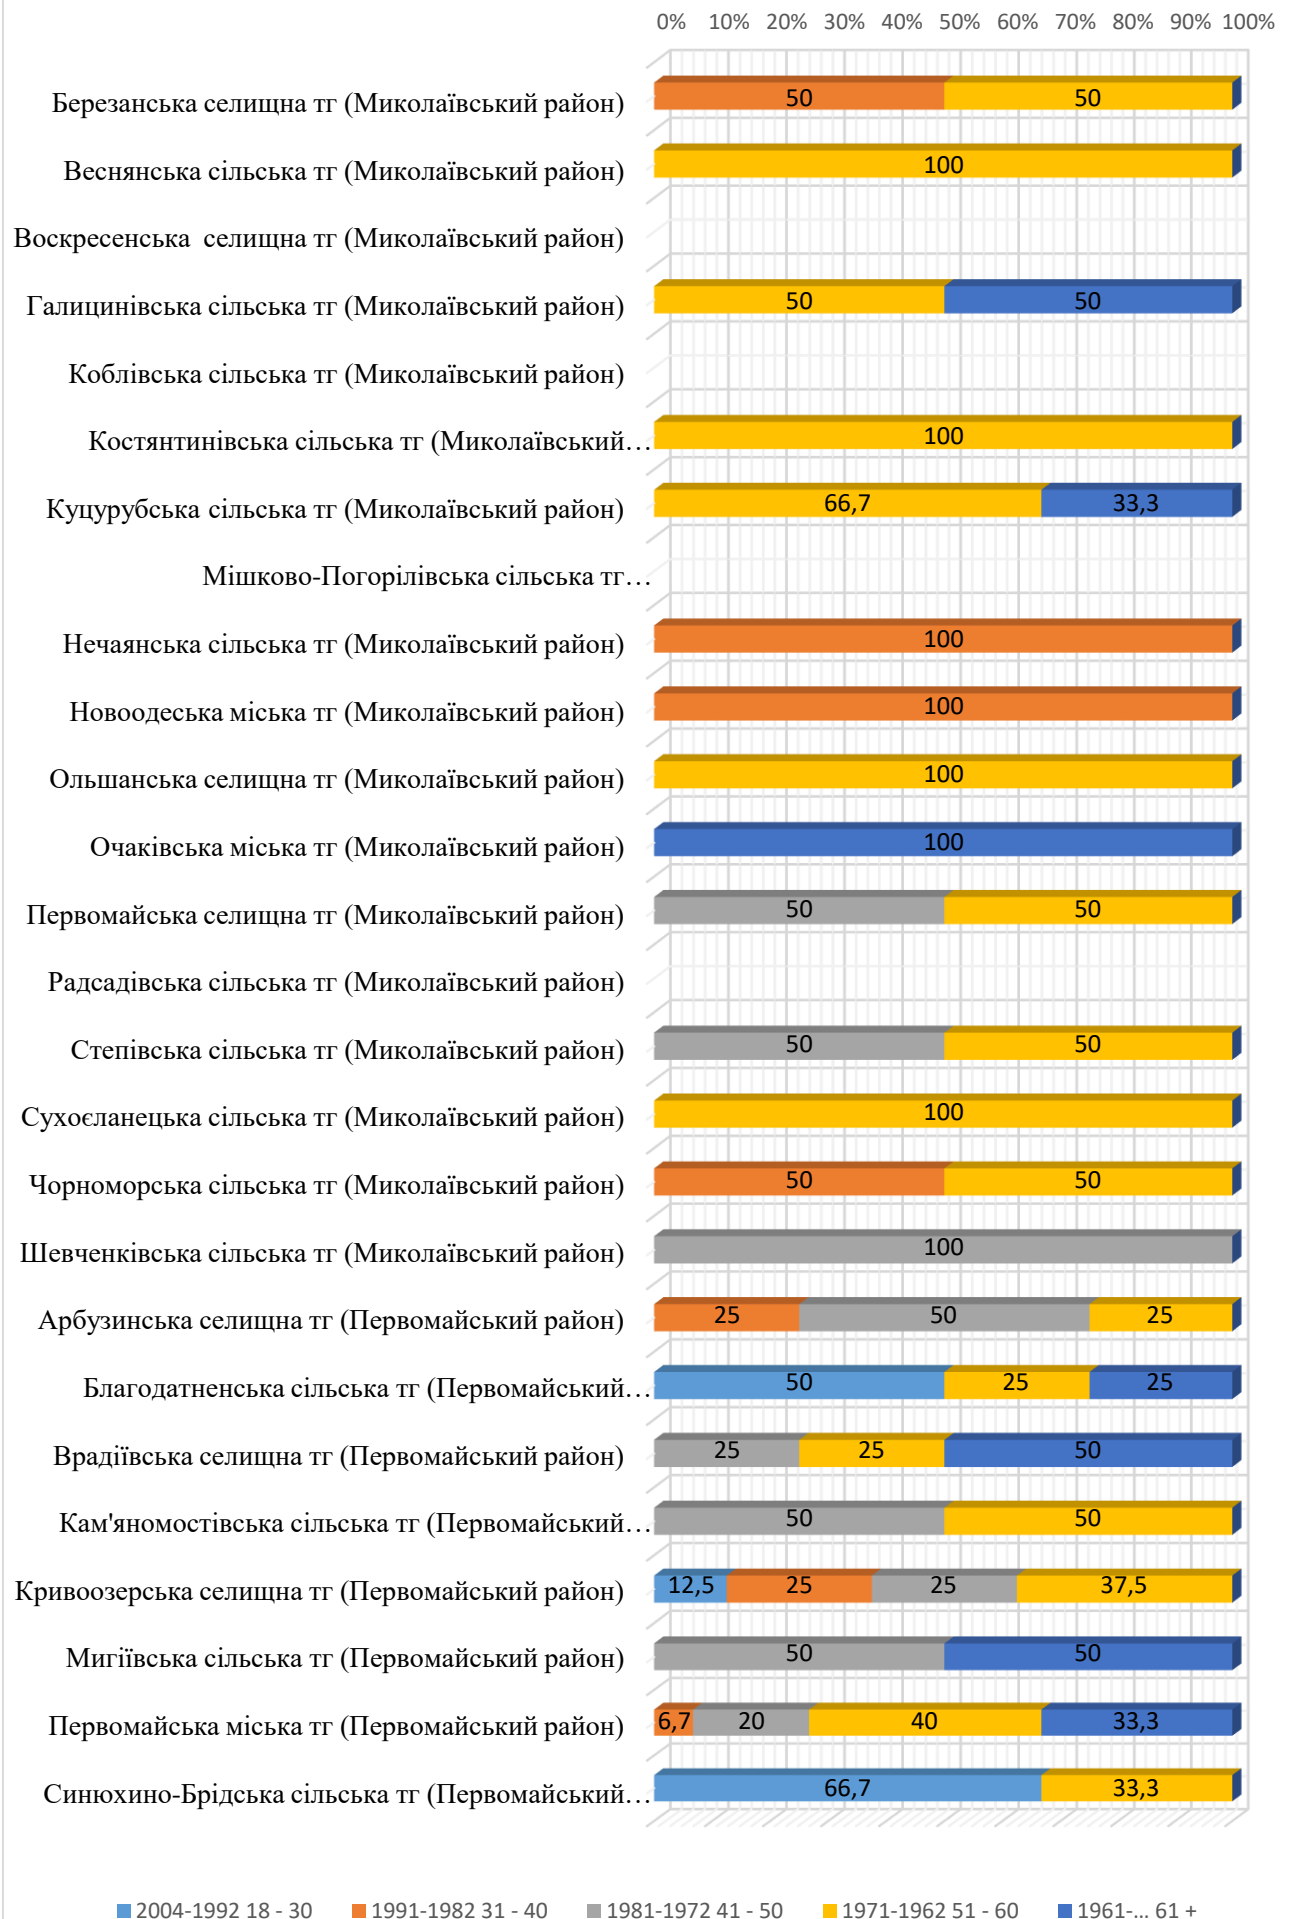 0% 10% 20% 30% 40% 50% 60% 70% 80% 90% 100%
Березанська селищна тг (Миколаївський район) 50 50
Веснянська сільська тг (Миколаївський район) 100
Воскресенська селищна тг (Миколаївський район)
Галицинівська сільська тг (Миколаївський район) 50 50
Коблівська сільська тг (Миколаївський район)
Костянтинівська сільська тг (Миколаївський… 100
Куцурубська сільська тг (Миколаївський район) 66,7 33,3
Мішково-Погорілівська сільська тг…
Нечаянська сільська тг (Миколаївський район) 100
Новоодеська міська тг (Миколаївський район) 100
Ольшанська селищна тг (Миколаївський район) 100
Очаківська міська тг (Миколаївський район) 100
Первомайська селищна тг (Миколаївський район) 50 50
Радсадівська сільська тг (Миколаївський район)
Степівська сільська тг (Миколаївський район) 50 50
Сухоєланецька сільська тг (Миколаївський район) 100
Чорноморська сільська тг (Миколаївський район) 50 50
Шевченківська сільська тг (Миколаївський район) 100
Арбузинська селищна тг (Первомайський район) 25 50 25
Благодатненська сільська тг (Первомайський… 50 25 25
Врадіївська селищна тг (Первомайський район) 25 25 50
Кам'яномостівська сільська тг (Первомайський… 50 50
Кривоозерська селищна тг (Первомайський район) 12,5 25 25 37,5
Мигіївська сільська тг (Первомайський район) 50 50
Первомайська міська тг (Первомайський район) 6,7 20 40 33,3
Синюхино-Брідська сільська тг (Первомайський… 66,7 33,3
2004-1992 18 - 30 1991-1982 31 - 40 1981-1972 41 - 50 1971-1962 51 - 60 1961-... 61 +